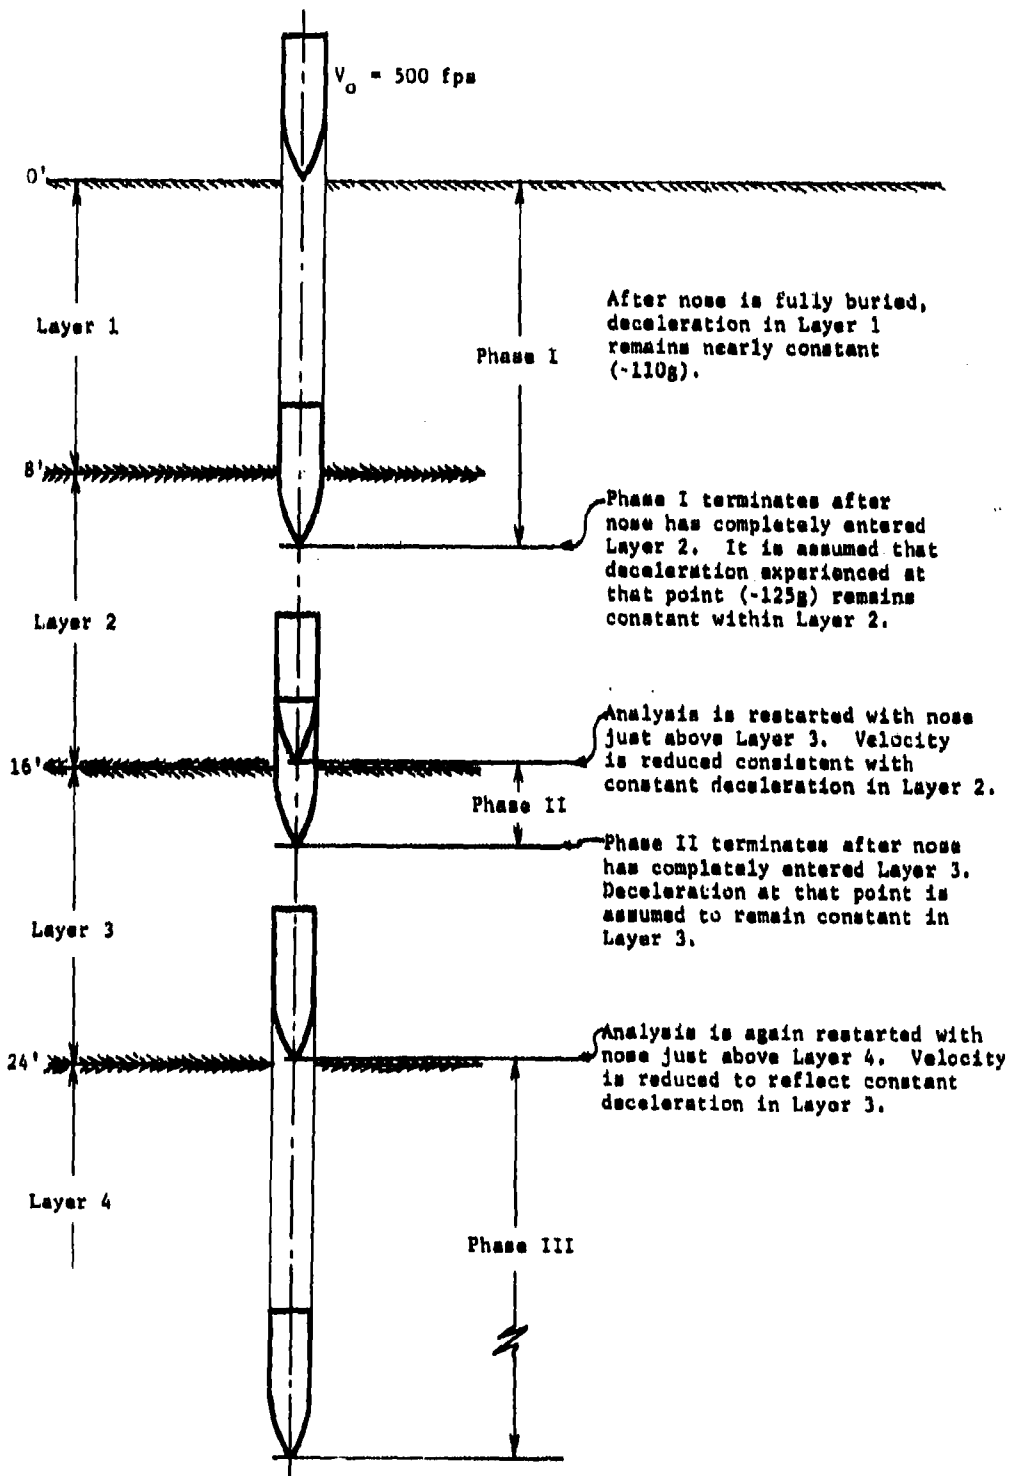 V₀ = 500 fps
0'
After nose is fully buried,
deceleration in Layer 1
remains nearly constant
(~110g).
Layer 1
Phase I
8'
Phase I terminates after
nose has completely entered
Layer 2. It is assumed that
deceleration experienced at
that point (~125g) remains
constant within Layer 2.
Layer 2
Analysis is restarted with nose
just above Layer 3. Velocity
is reduced consistent with
constant deceleration in Layer 2.
16'
Phase II
Phase II terminates after nose
has completely entered Layer 3.
Deceleration at that point is
assumed to remain constant in
Layer 3.
Layer 3
Analysis is again restarted with
nose just above Layer 4. Velocity
is reduced to reflect constant
deceleration in Layer 3.
24'
Layer 4
Phase III